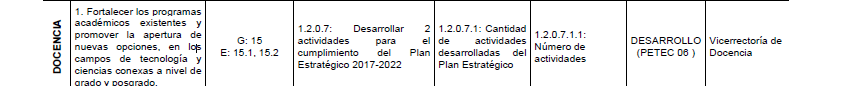 DOCENCIA
1. Fortalecer los programas
académicos existentes y
promover la apertura de
nuevas opciones, en los
campos de tecnología y
ciencias conexas a nivel de
grado y posgrado.
G: 15
E: 15.1, 15.2
1.2.0.7: Desarrollar 2
actividades para el
cumplimiento del Plan
Estratégico 2017-2022
1.2.0.7.1: Cantidad
de actividades
desarrolladas del
Plan Estratégico
1.2.0.7.1.1:
Número de
actividades
DESARROLLO
(PETEC 06 )
Vicerrectoría de
Docencia